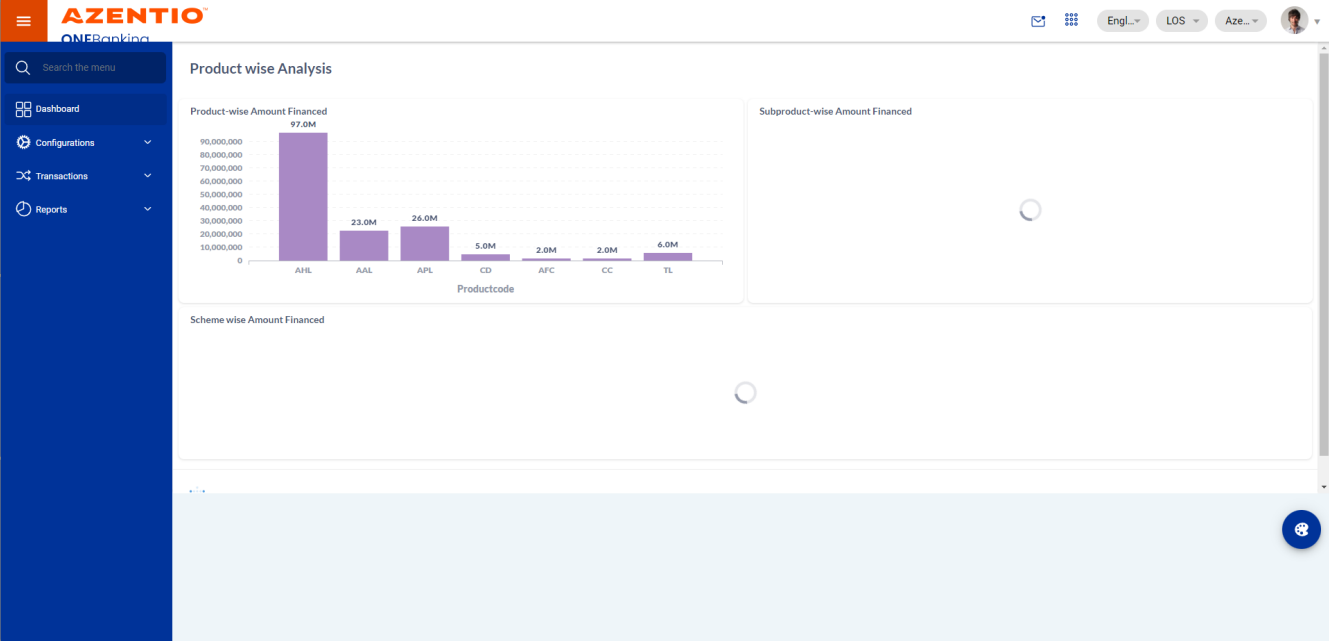 AZENTIO™
ONEBanking
Engl...
LOS
Aze...
Search the menu
Dashboard
Configurations
Transactions
Reports
Product wise Analysis
Product-wise Amount Financed
97.0M
90,000,000
80,000,000
70,000,000
60,000,000
50,000,000
40,000,000
30,000,000
20,000,000
10,000,000
0
23.0M
26.0M
5.0M
2.0M
2.0M
6.0M
AHL AAL APL CD AFC CC TL
Productcode
Subproduct-wise Amount Financed
Scheme wise Amount Financed